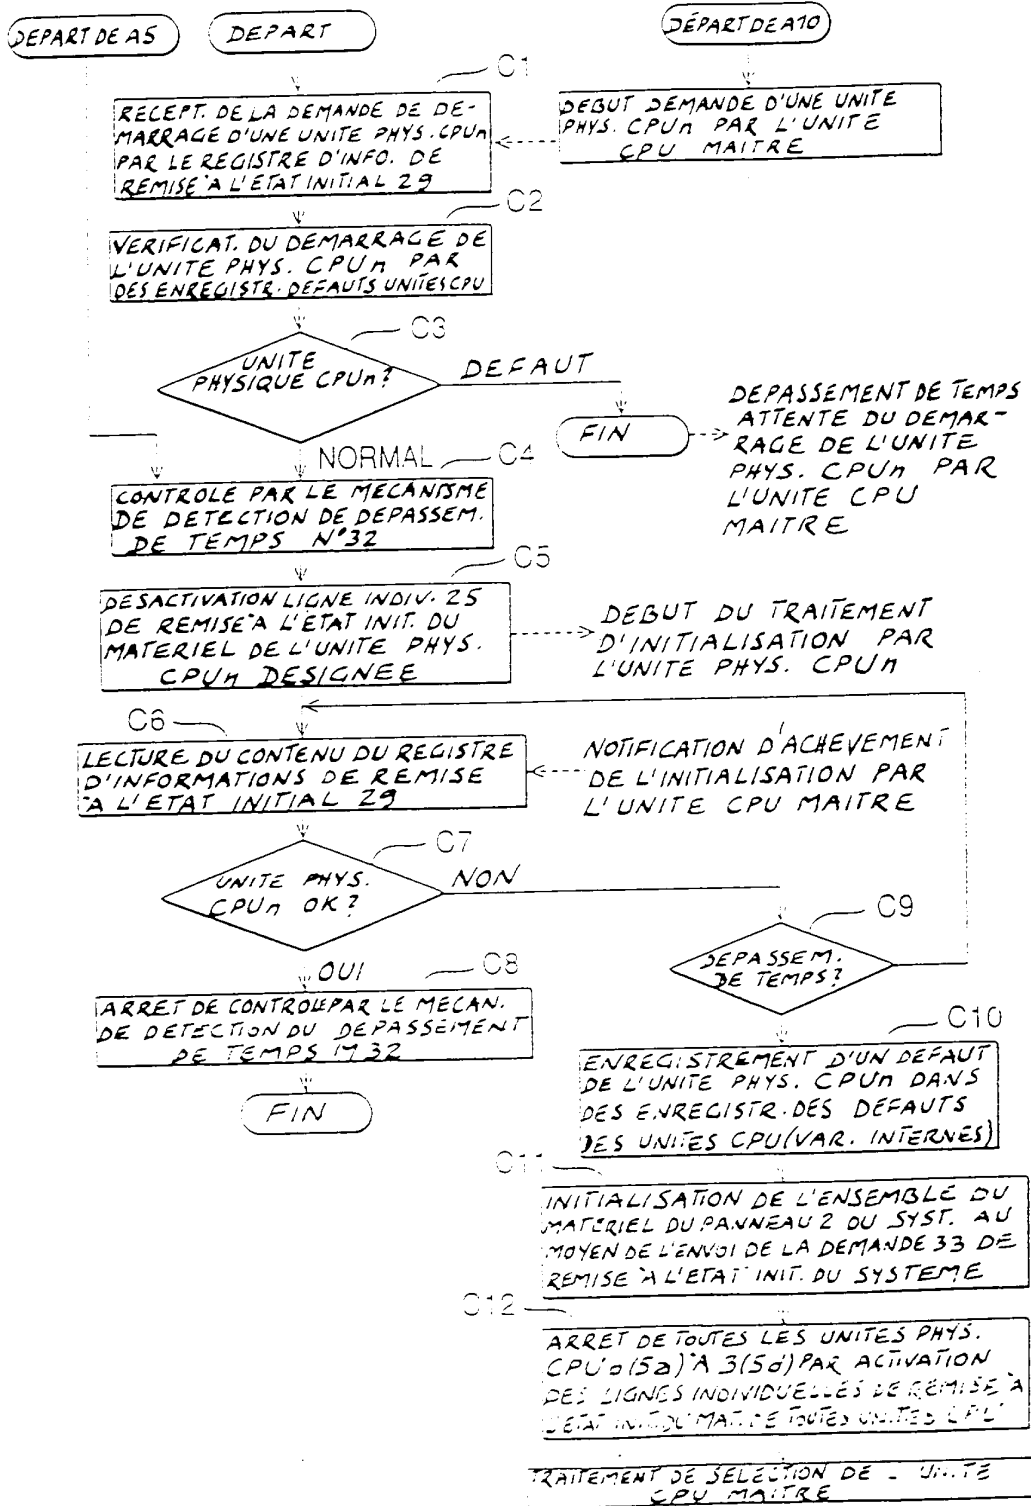 DEPART DE A5
DEPART
DÉPART DE A10
C1
RECEPT. DE LA DEMANDE DE DE-
MARRAGE D'UNE UNITE PHYS. CPUn
PAR LE REGISTRE D'INFO. DE
REMISE A L'ETAT INITIAL 29
DEBUT DEMANDE D'UNE UNITE
PHYS. CPUn PAR L'UNITE
CPU MAITRE
C2
VERIFICAT. DU DEMARRAGE DE
L'UNITE PHYS. CPUn PAR
DES ENREGISTR. DEFAUTS UNITES CPU
C3
UNITE
PHYSIQUE CPUn?
DEFAUT
FIN
DEPASSEMENT DE TEMPS
ATTENTE DU DEMAR-
RAGE DE L'UNITE
PHYS. CPUn PAR
L'UNITE CPU
MAITRE
NORMAL
C4
CONTROLE PAR LE MECANISME
DE DETECTION DE DEPASSEM.
DE TEMPS N°32
C5
DESACTIVATION LIGNE INDIV. 25
DE REMISE A L'ETAT INIT. DU
MATERIEL DE L'UNITE PHYS.
CPUn DESIGNEE
DEBUT DU TRAITEMENT
D'INITIALISATION PAR
L'UNITE PHYS. CPUn
C6
LECTURE DU CONTENU DU REGISTRE
D'INFORMATIONS DE REMISE
A L'ETAT INITIAL 29
NOTIFICATION D'ACHEVEMENT
DE L'INITIALISATION PAR
L'UNITE CPU MAITRE
C7
UNITE PHYS.
CPUn OK?
NON
C9
DEPASSEM.
DE TEMPS?
OUI
C8
ARRET DE CONTROLE PAR LE MECAN.
DE DETECTION DU DEPASSEMENT
DE TEMPS 32
FIN
C10
ENREGISTREMENT D'UN DEFAUT
DE L'UNITE PHYS. CPUn DANS
DES ENREGISTR. DES DEFAUTS
DES UNITES CPU (VAR. INTERNES)
C11
INITIALISATION DE L'ENSEMBLE DU
MATERIEL DU PANNEAU 2 DU SYST. AU
MOYEN DE L'ENVOI DE LA DEMANDE 33 DE
REMISE A L'ETAT INIT. DU SYSTEME
C12
ARRET DE TOUTES LES UNITES PHYS.
CPU 0 (5a) A 3 (5d) PAR ACTIVATION
DES LIGNES INDIVIDUELLES DE REMISE A
L'ETAT INIT. DU MAT. DE TOUTES UNITES CPU
TRAITEMENT DE SELECTION DE UNITE
CPU MAITRE